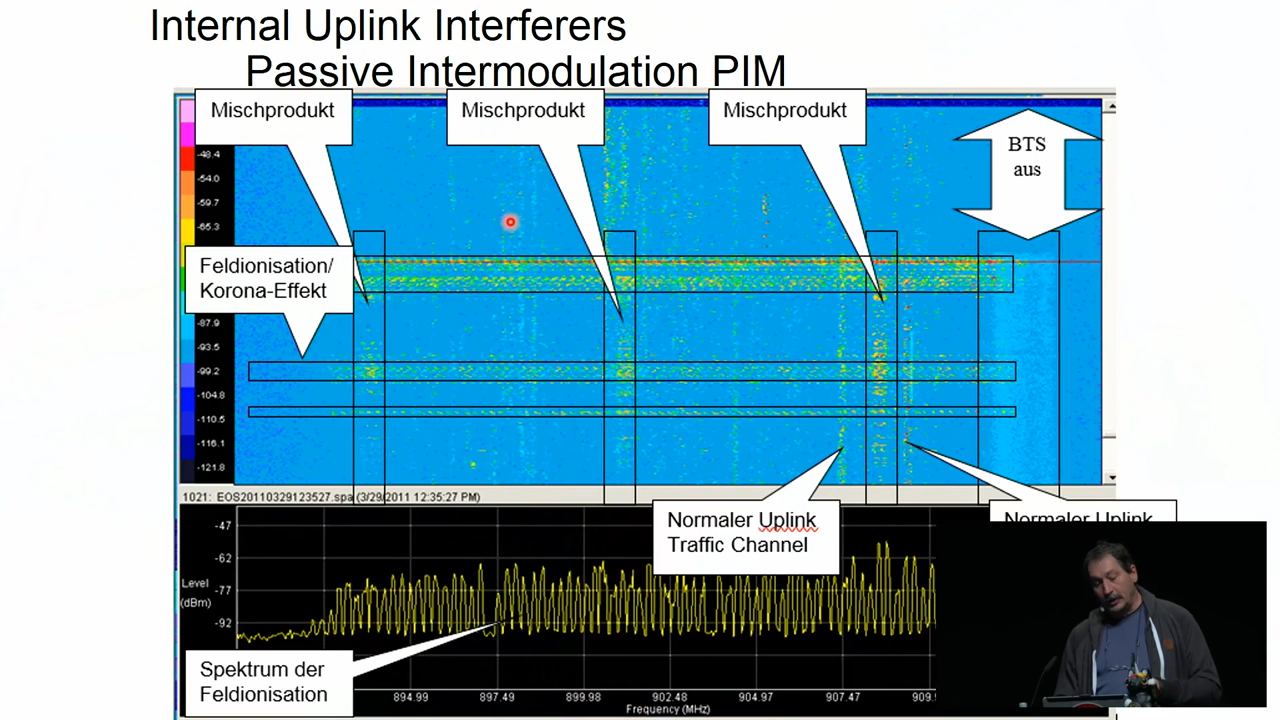 Internal Uplink Interferers
Passive Intermodulation PIM
Mischprodukt
Mischprodukt
Mischprodukt
BTS
aus
-48.4
-54.0
-59.7
-65.3
Feldionisation/
Korona-Effekt
-87.9
-93.5
-99.2
-104.8
-110.5
-116.1
-121.8
1021: EOS20110329123527.spa (3/29/2011 12:35:27 PM)
Normaler Uplink
Traffic Channel
Normaler Uplink
-47
-62
Level
-77
(dBm)
-92
Spektrum der
Feldionisation
894.99
897.49
899.98
902.48
904.97
907.47
909.
Frequency (MHz)